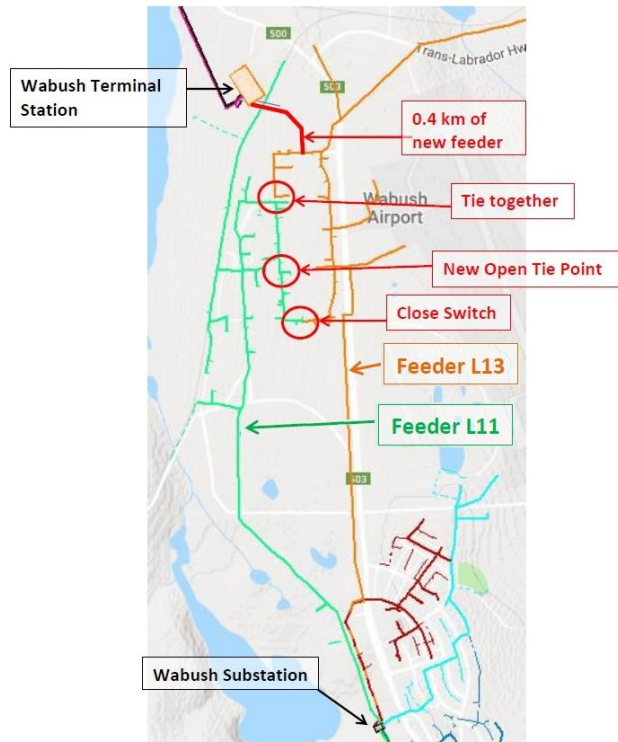 500
Trans-Labrador Hw
Wabush Terminal
Station
503
0.4 km of
new feeder
Wabush
Airport
Tie together
New Open Tie Point
Close Switch
Feeder L13
Feeder L11
503
Wabush Substation